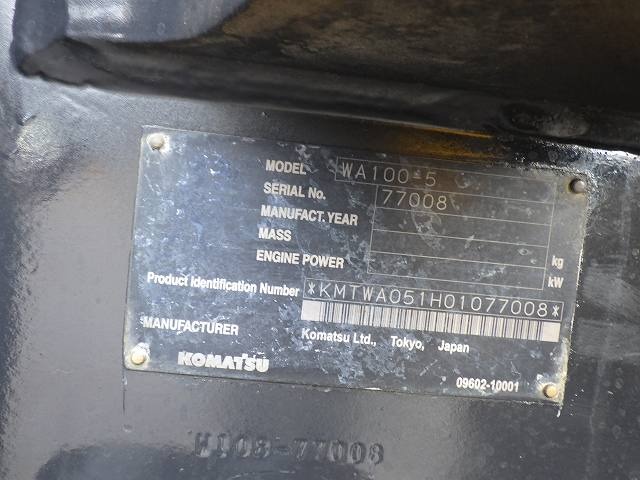 MODEL WA100-5
SERIAL No. 77008
MANUFACT. YEAR
MASS kg
ENGINE POWER kW
Product Identification Number *KMTWA051H01077008*
MANUFACTURER Komatsu Ltd., Tokyo, Japan
KOMATSU 09602-10001
H108-77008